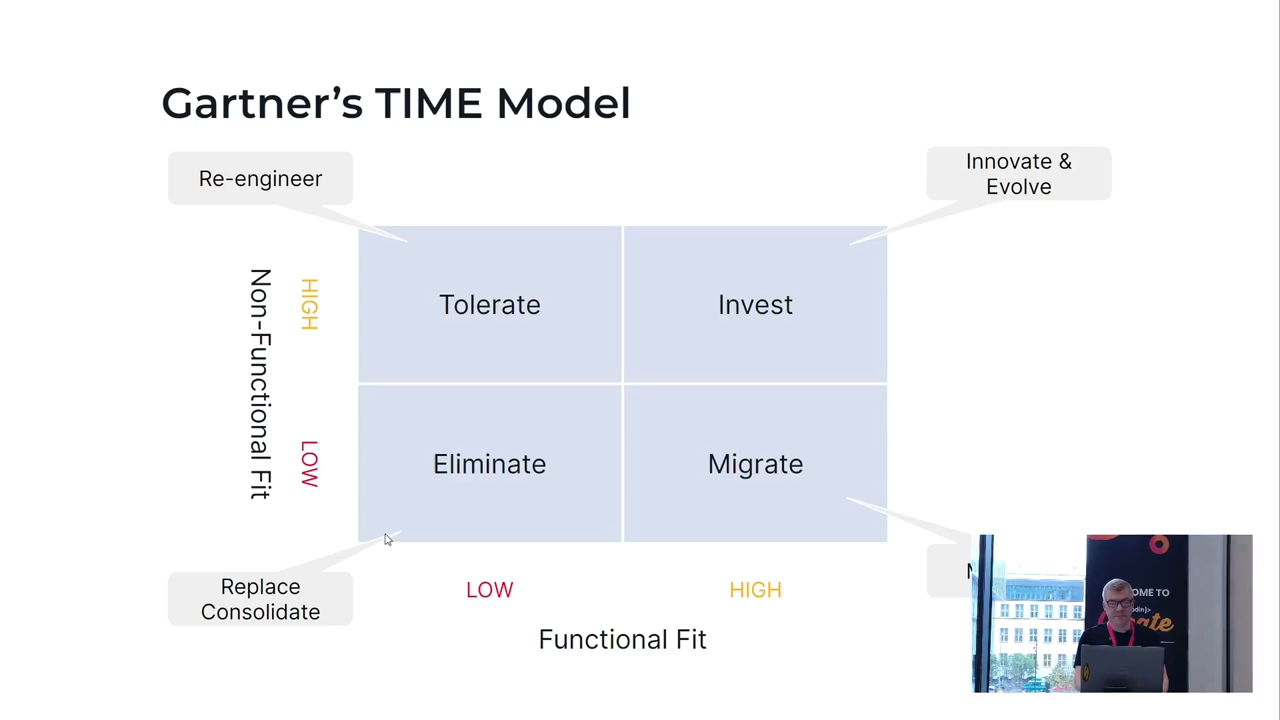 Gartner's TIME Model
Re-engineer
Innovate &
Evolve
Non-Functional Fit
HIGH
LOW
Tolerate
Invest
Eliminate
Migrate
Replace
Consolidate
LOW
HIGH
Functional Fit
TO